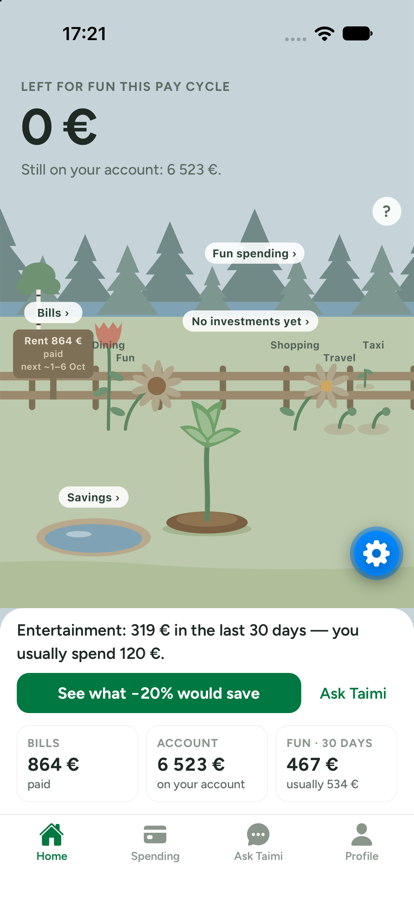 17:21
LEFT FOR FUN THIS PAY CYCLE
0 €
Still on your account: 6 523 €.
?
Fun spending ›
Bills ›
No investments yet ›
Rent 864 €
paid
next ~1–6 Oct
Dining
Fun
Shopping
Taxi
Travel
Savings ›
Entertainment: 319 € in the last 30 days — you
usually spend 120 €.
See what −20% would save
Ask Taimi
BILLS
864 €
paid
ACCOUNT
6 523 €
on your account
FUN · 30 DAYS
467 €
usually 534 €
Home
Spending
Ask Taimi
Profile